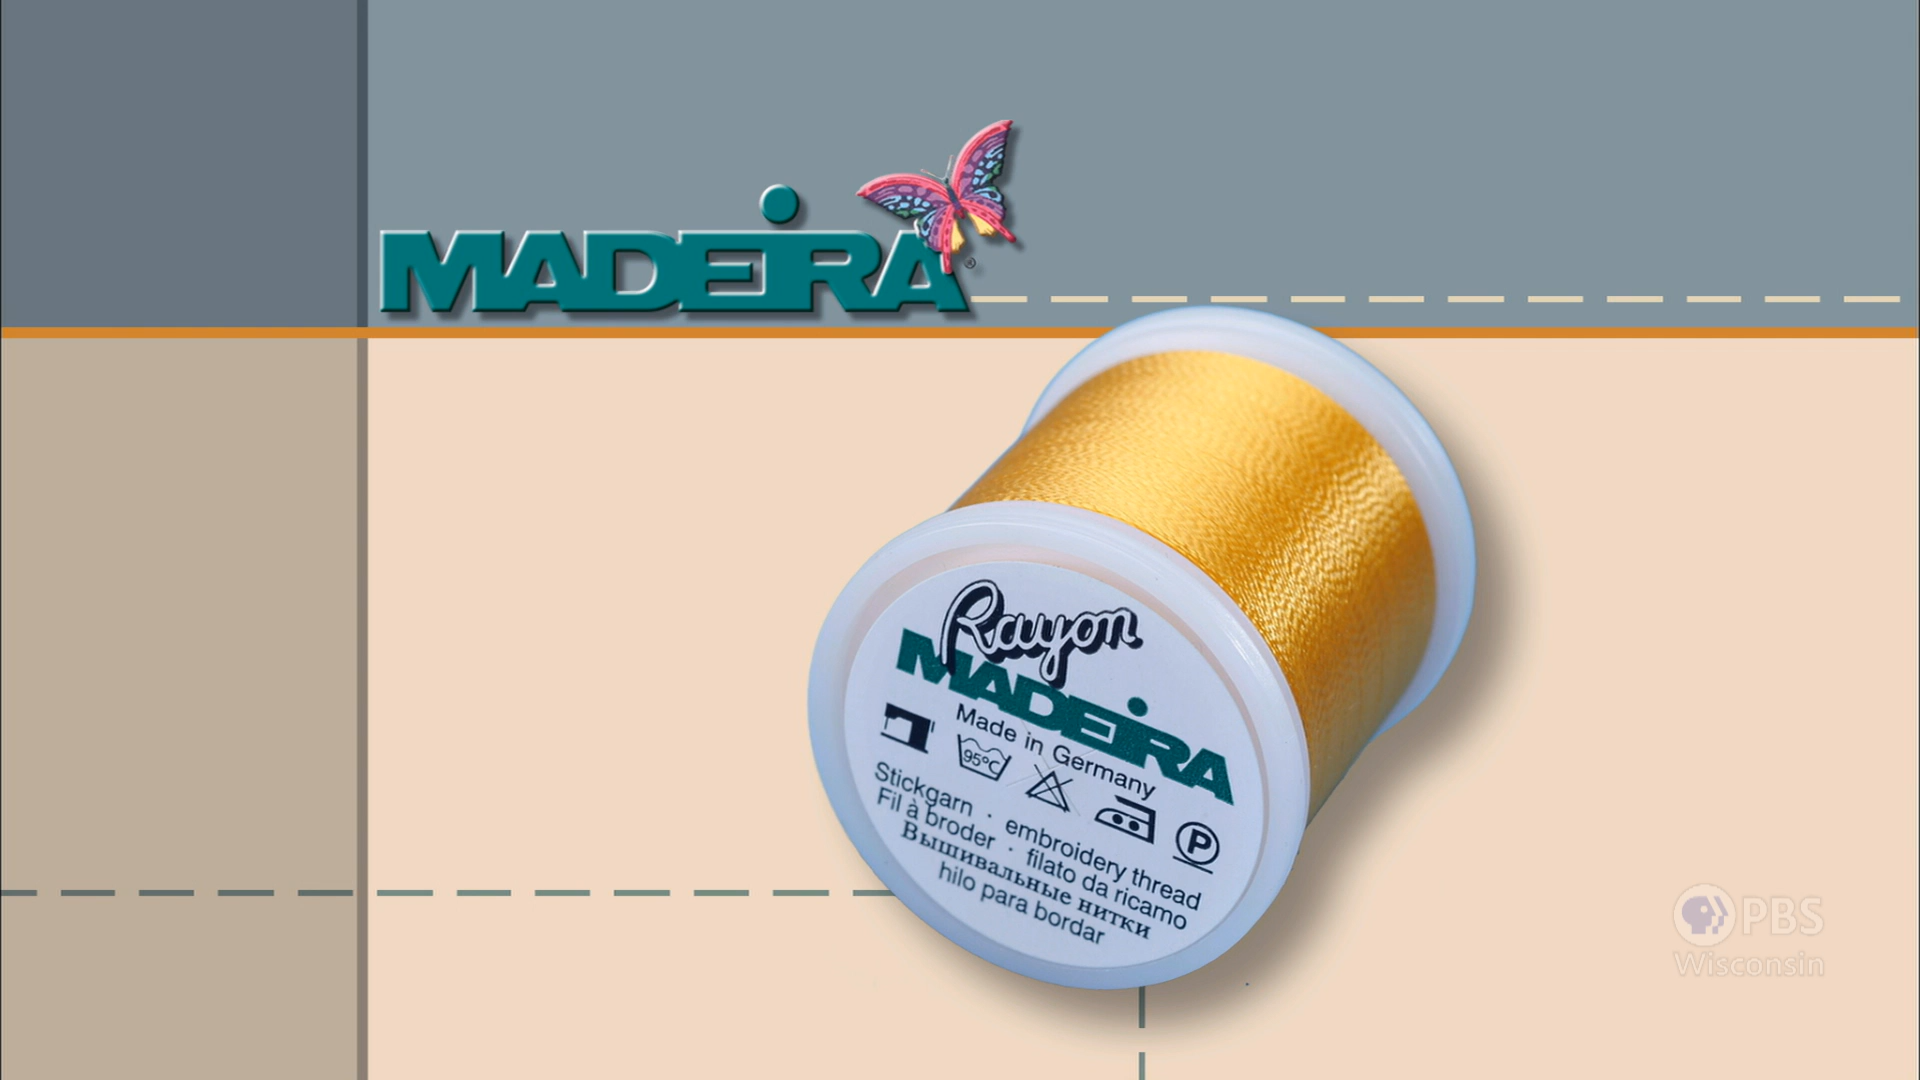 MADEiRA
®
Rayon
MADEiRA
Made in Germany
95°C
P
Stickgarn · embroidery thread
Fil à broder · filato da ricamo
Вышивальные нитки
hilo para bordar
PBS
Wisconsin